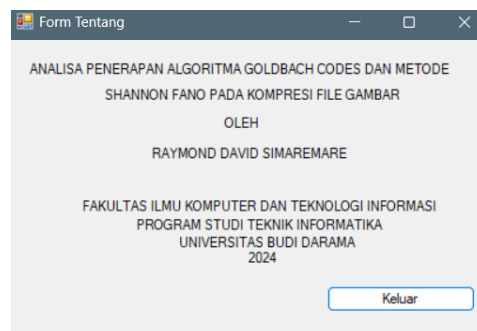 Form Tentang
ANALISA PENERAPAN ALGORITMA GOLDBACH CODES DAN METODE
SHANNON FANO PADA KOMPRESI FILE GAMBAR
OLEH
RAYMOND DAVID SIMAREMARE
FAKULTAS ILMU KOMPUTER DAN TEKNOLOGI INFORMASI
PROGRAM STUDI TEKNIK INFORMATIKA
UNIVERSITAS BUDI DARAMA
2024
Keluar